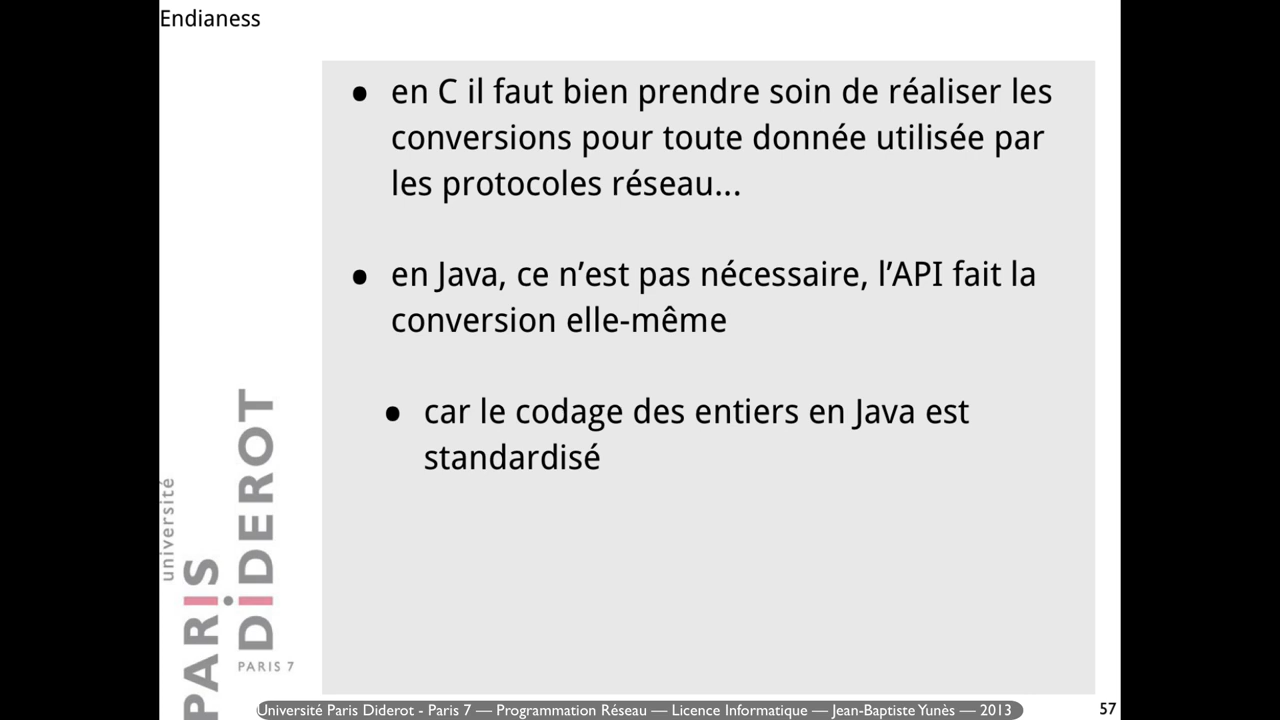 Endianess
• en C il faut bien prendre soin de réaliser les
conversions pour toute donnée utilisée par
les protocoles réseau...
• en Java, ce n’est pas nécessaire, l’API fait la
conversion elle-même
• car le codage des entiers en Java est
standardisé
université
PARIS
DiDEROT
PARIS 7
Université Paris Diderot - Paris 7 — Programmation Réseau — Licence Informatique — Jean-Baptiste Yunès — 2013
57